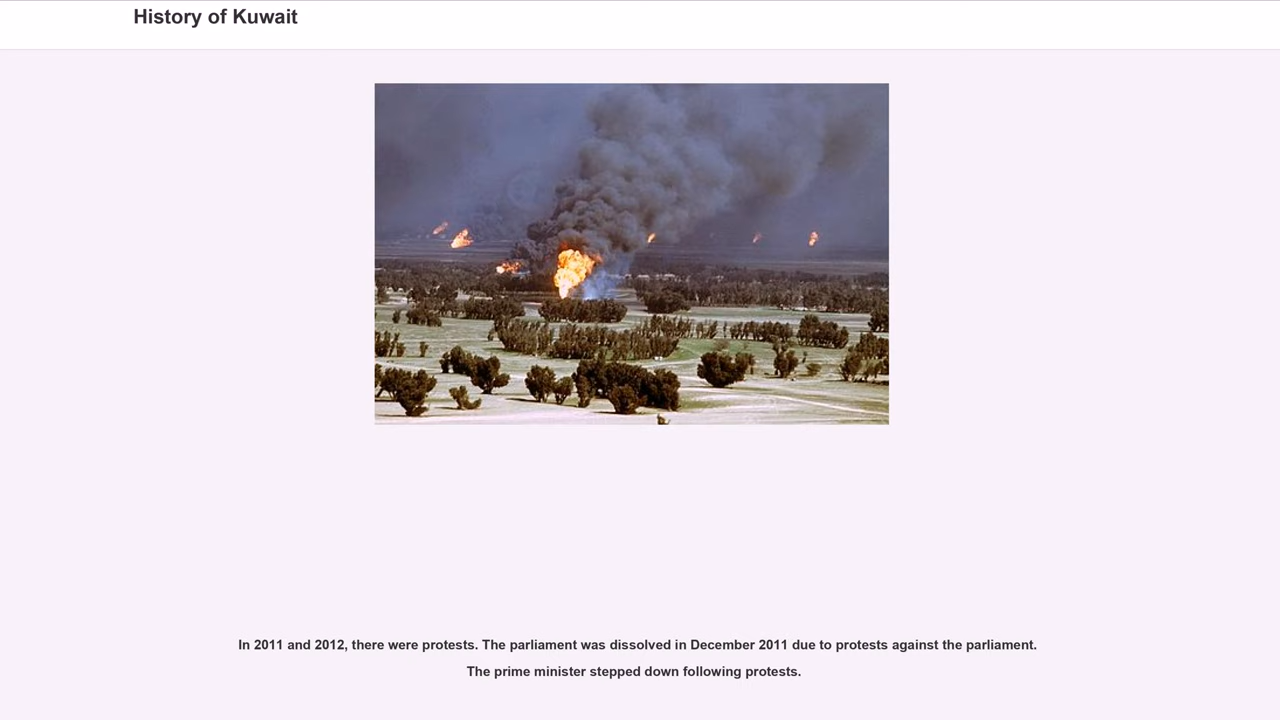 History of Kuwait
In 2011 and 2012, there were protests. The parliament was dissolved in December 2011 due to protests against the parliament.
The prime minister stepped down following protests.